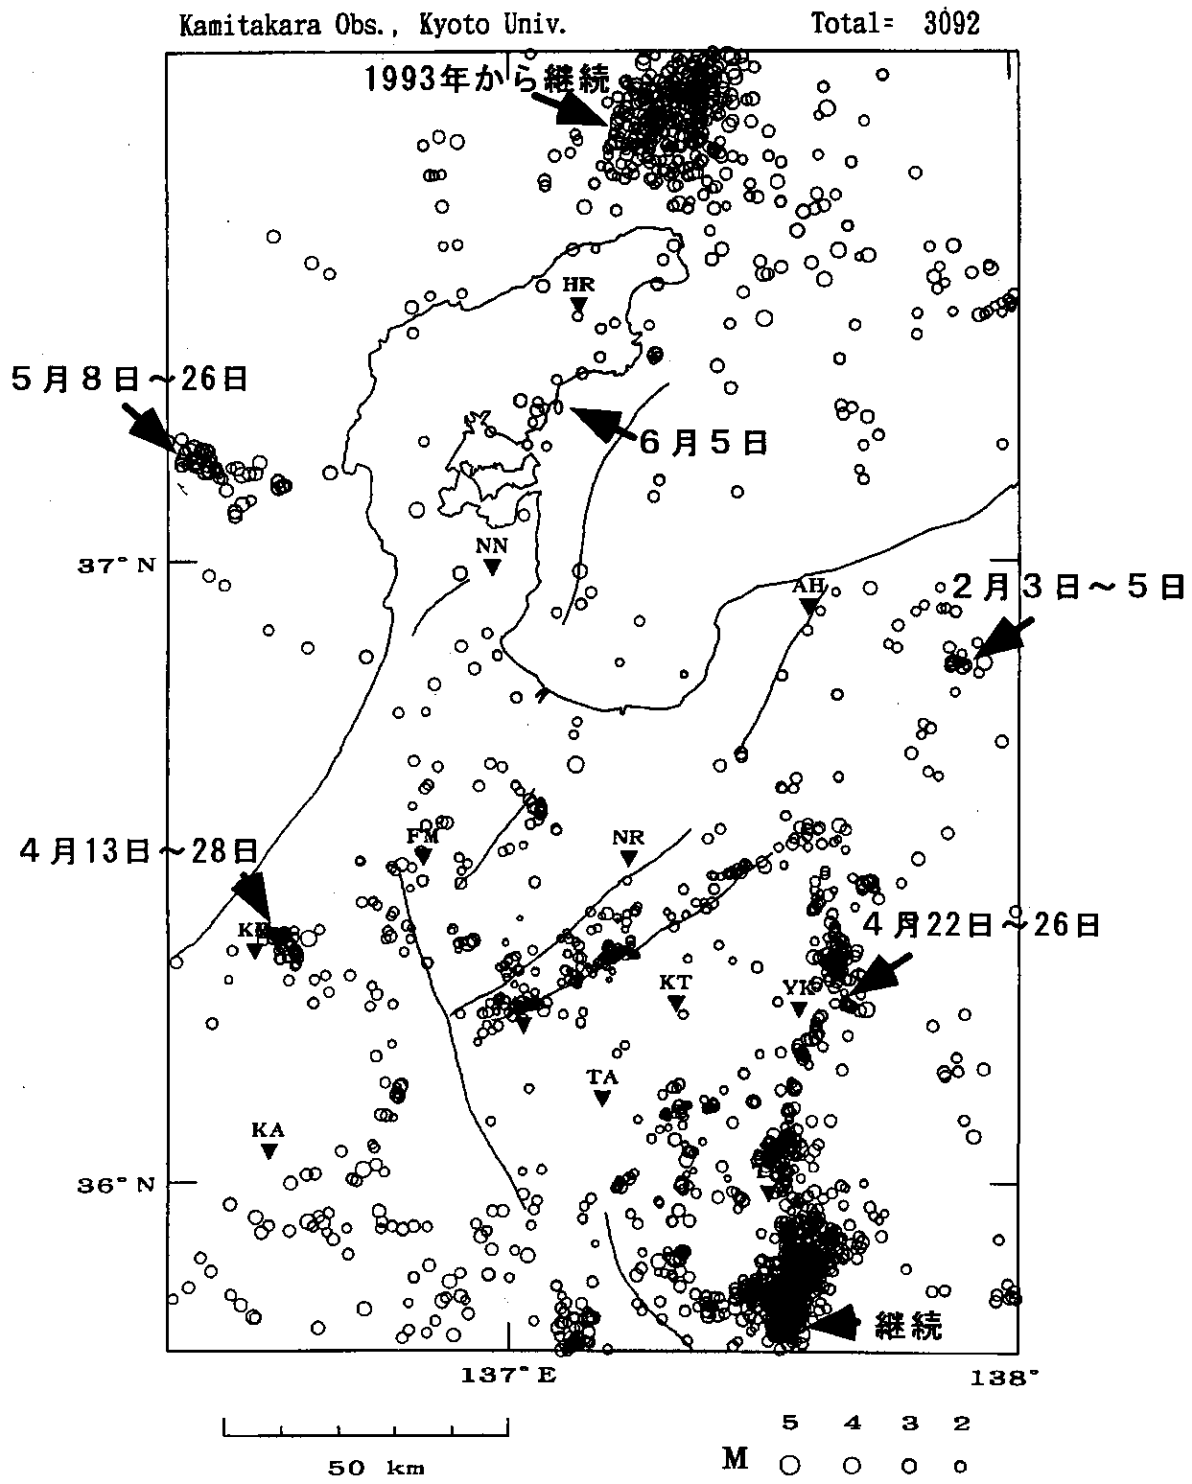 Kamitakara Obs., Kyoto Univ. Total= 3092
1993年から継続
HR
5月8日～26日
6月5日
NN
37°N
AH
2月3日～5日
FM
NR
4月13日～28日
4月22日～26日
KT
YK
TA
KA
36°N
継続
137°E
138°
5 4 3 2
50 km
M